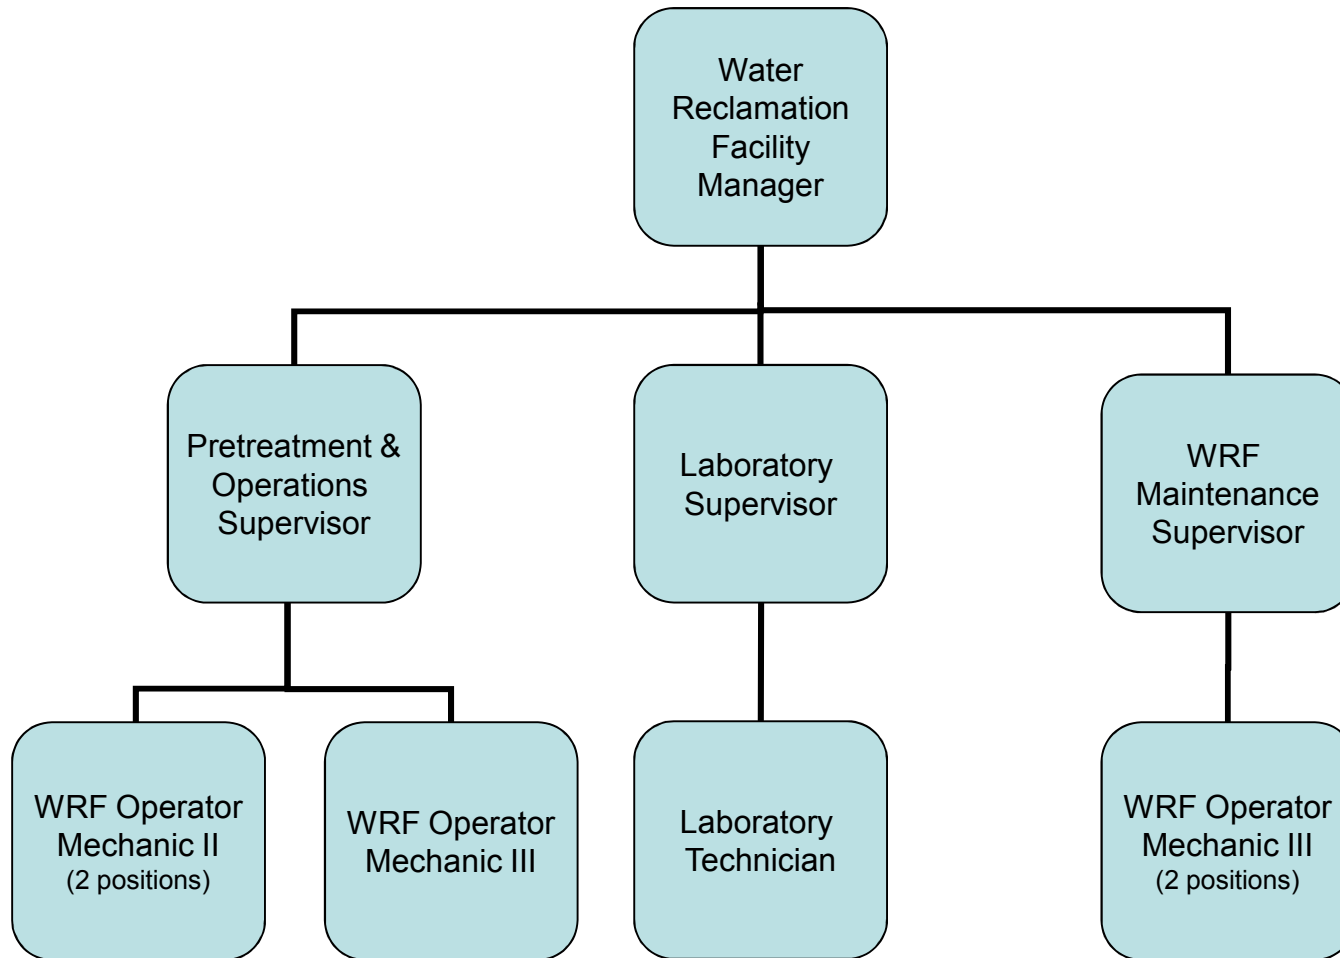 Water
Reclamation
Facility
Manager
Pretreatment &
Operations
Supervisor
Laboratory
Supervisor
WRF
Maintenance
Supervisor
WRF Operator
Mechanic II
(2 positions)
WRF Operator
Mechanic III
Laboratory
Technician
WRF Operator
Mechanic III
(2 positions)